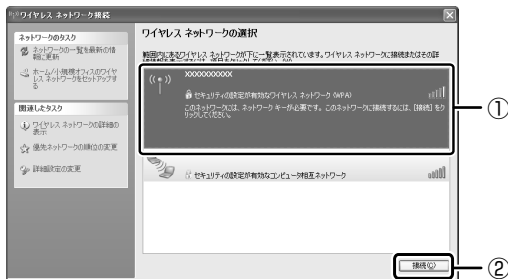 ワイヤレス ネットワーク接続
ネットワークのタスク
ネットワークの一覧を最新の情
報に更新
ホーム/小規模オフィスのワイヤ
レス ネットワークをセットアップす
る
関連したタスク
ワイヤレス ネットワークの詳細の
表示
優先ネットワークの順位の変更
詳細設定の変更
ワイヤレス ネットワークの選択
範囲内にあるワイヤレス ネットワークが下に一覧表示されています。ワイヤレス ネットワークに接続またはその詳
XXXXXXXXXX
セキュリティの設定が有効なワイヤレス ネットワーク (WPA)
このネットワークには、ネットワーク キーが必要です。このネットワークに接続するには、[接続] をク
リックしてください。
①
セキュリティの設定が有効なコンピュータ相互ネットワーク
接続(C)
②